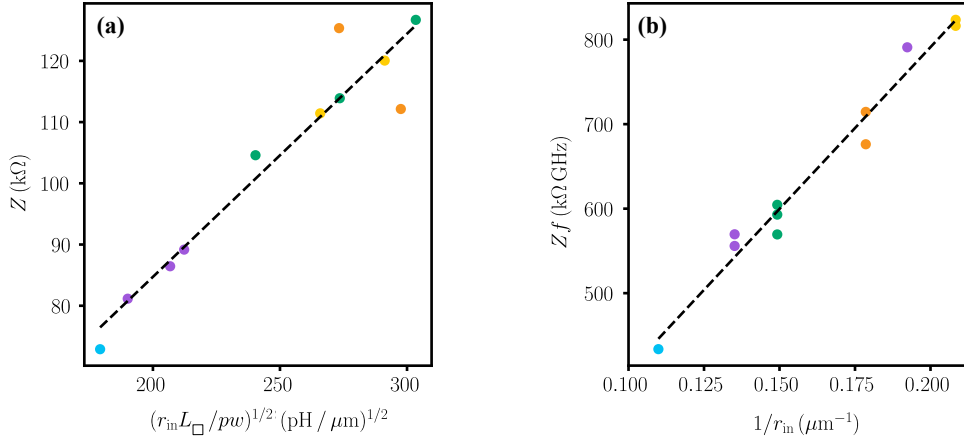 (a)
Z (kΩ)
120
110
100
90
80
200
250
300
(r_in L_□/pw)^1/2 (pH / μm)^1/2
(b)
Zf (kΩ GHz)
800
700
600
500
0.100
0.125
0.150
0.175
0.200
1/r_in (μm⁻¹)